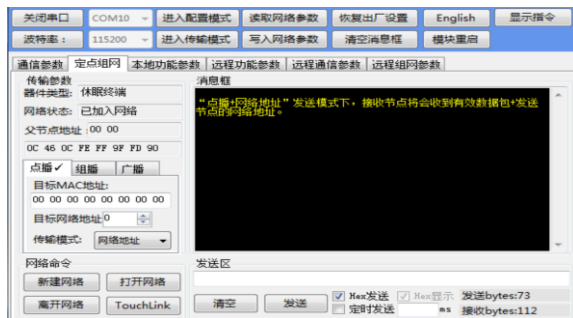 关闭串口 COM10 进入配置模式 读取网络参数 恢复出厂设置 English 显示指令
波特率： 115200 进入传输模式 写入网络参数 清空消息框 模块重启
通信参数 定点组网 本地功能参数 远程功能参数 远程通信参数 远程组网参数
传输参数
器件类型: 休眠终端
网络状态: 已加入网络
父节点地址:00 00
0C 46 0C FE FF 9F FD 90
点播✓ 组播 广播
目标MAC地址:
00 00 00 00 00 00 00 00
目标网络地址0
传输模式: 网络地址
网络命令
新建网络 打开网络
离开网络 TouchLink
消息框
“点播+网络地址”发送模式下，接收节点将会收到有效数据包+发送
节点的网络地址。
发送区
清空 发送 Hex发送 Hex显示 发送bytes:73
定时发送 ms 接收bytes:112